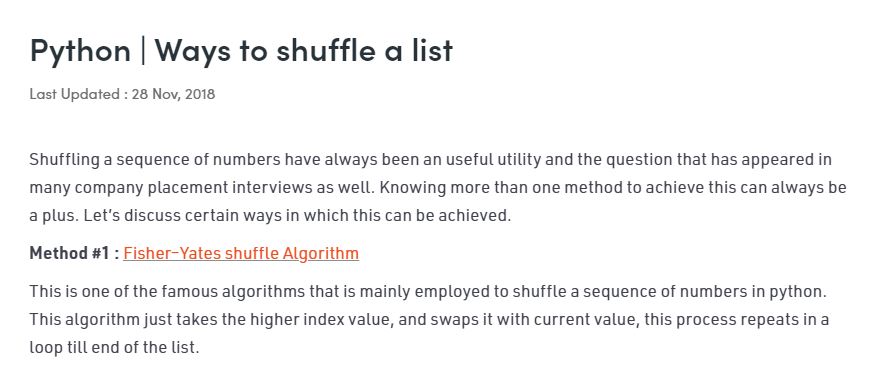 Python | Ways to shuffle a list
Last Updated : 28 Nov, 2018
Shuffling a sequence of numbers have always been an useful utility and the question that has appeared in
many company placement interviews as well. Knowing more than one method to achieve this can always be
a plus. Let’s discuss certain ways in which this can be achieved.
Method #1 : Fisher–Yates shuffle Algorithm
This is one of the famous algorithms that is mainly employed to shuffle a sequence of numbers in python.
This algorithm just takes the higher index value, and swaps it with current value, this process repeats in a
loop till end of the list.